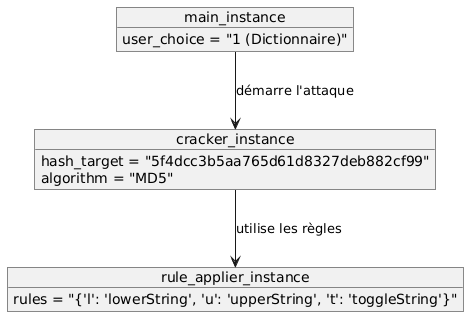 main_instance
user_choice = "1 (Dictionnaire)"
démarre l'attaque
cracker_instance
hash_target = "5f4dcc3b5aa765d61d8327deb882cf99"
algorithm = "MD5"
utilise les règles
rule_applier_instance
rules = "{'l': 'lowerString', 'u': 'upperString', 't': 'toggleString'}"